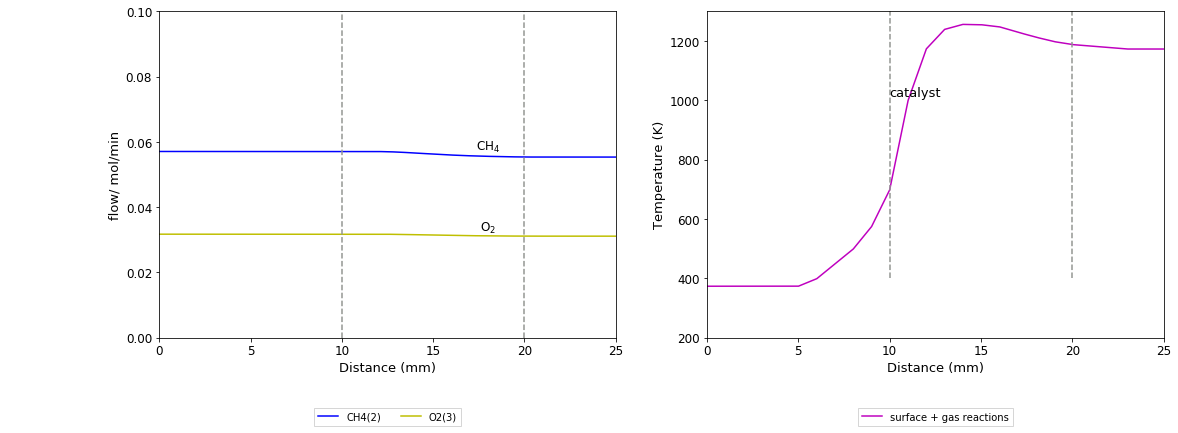 0.10
0.08
0.06
0.04
0.02
0.00
flow/ mol/min
CH₄
O₂
0 5 10 15 20 25
Distance (mm)
CH4(2) O2(3)
1200
1000
800
600
400
200
Temperature (K)
catalyst
0 5 10 15 20 25
Distance (mm)
surface + gas reactions